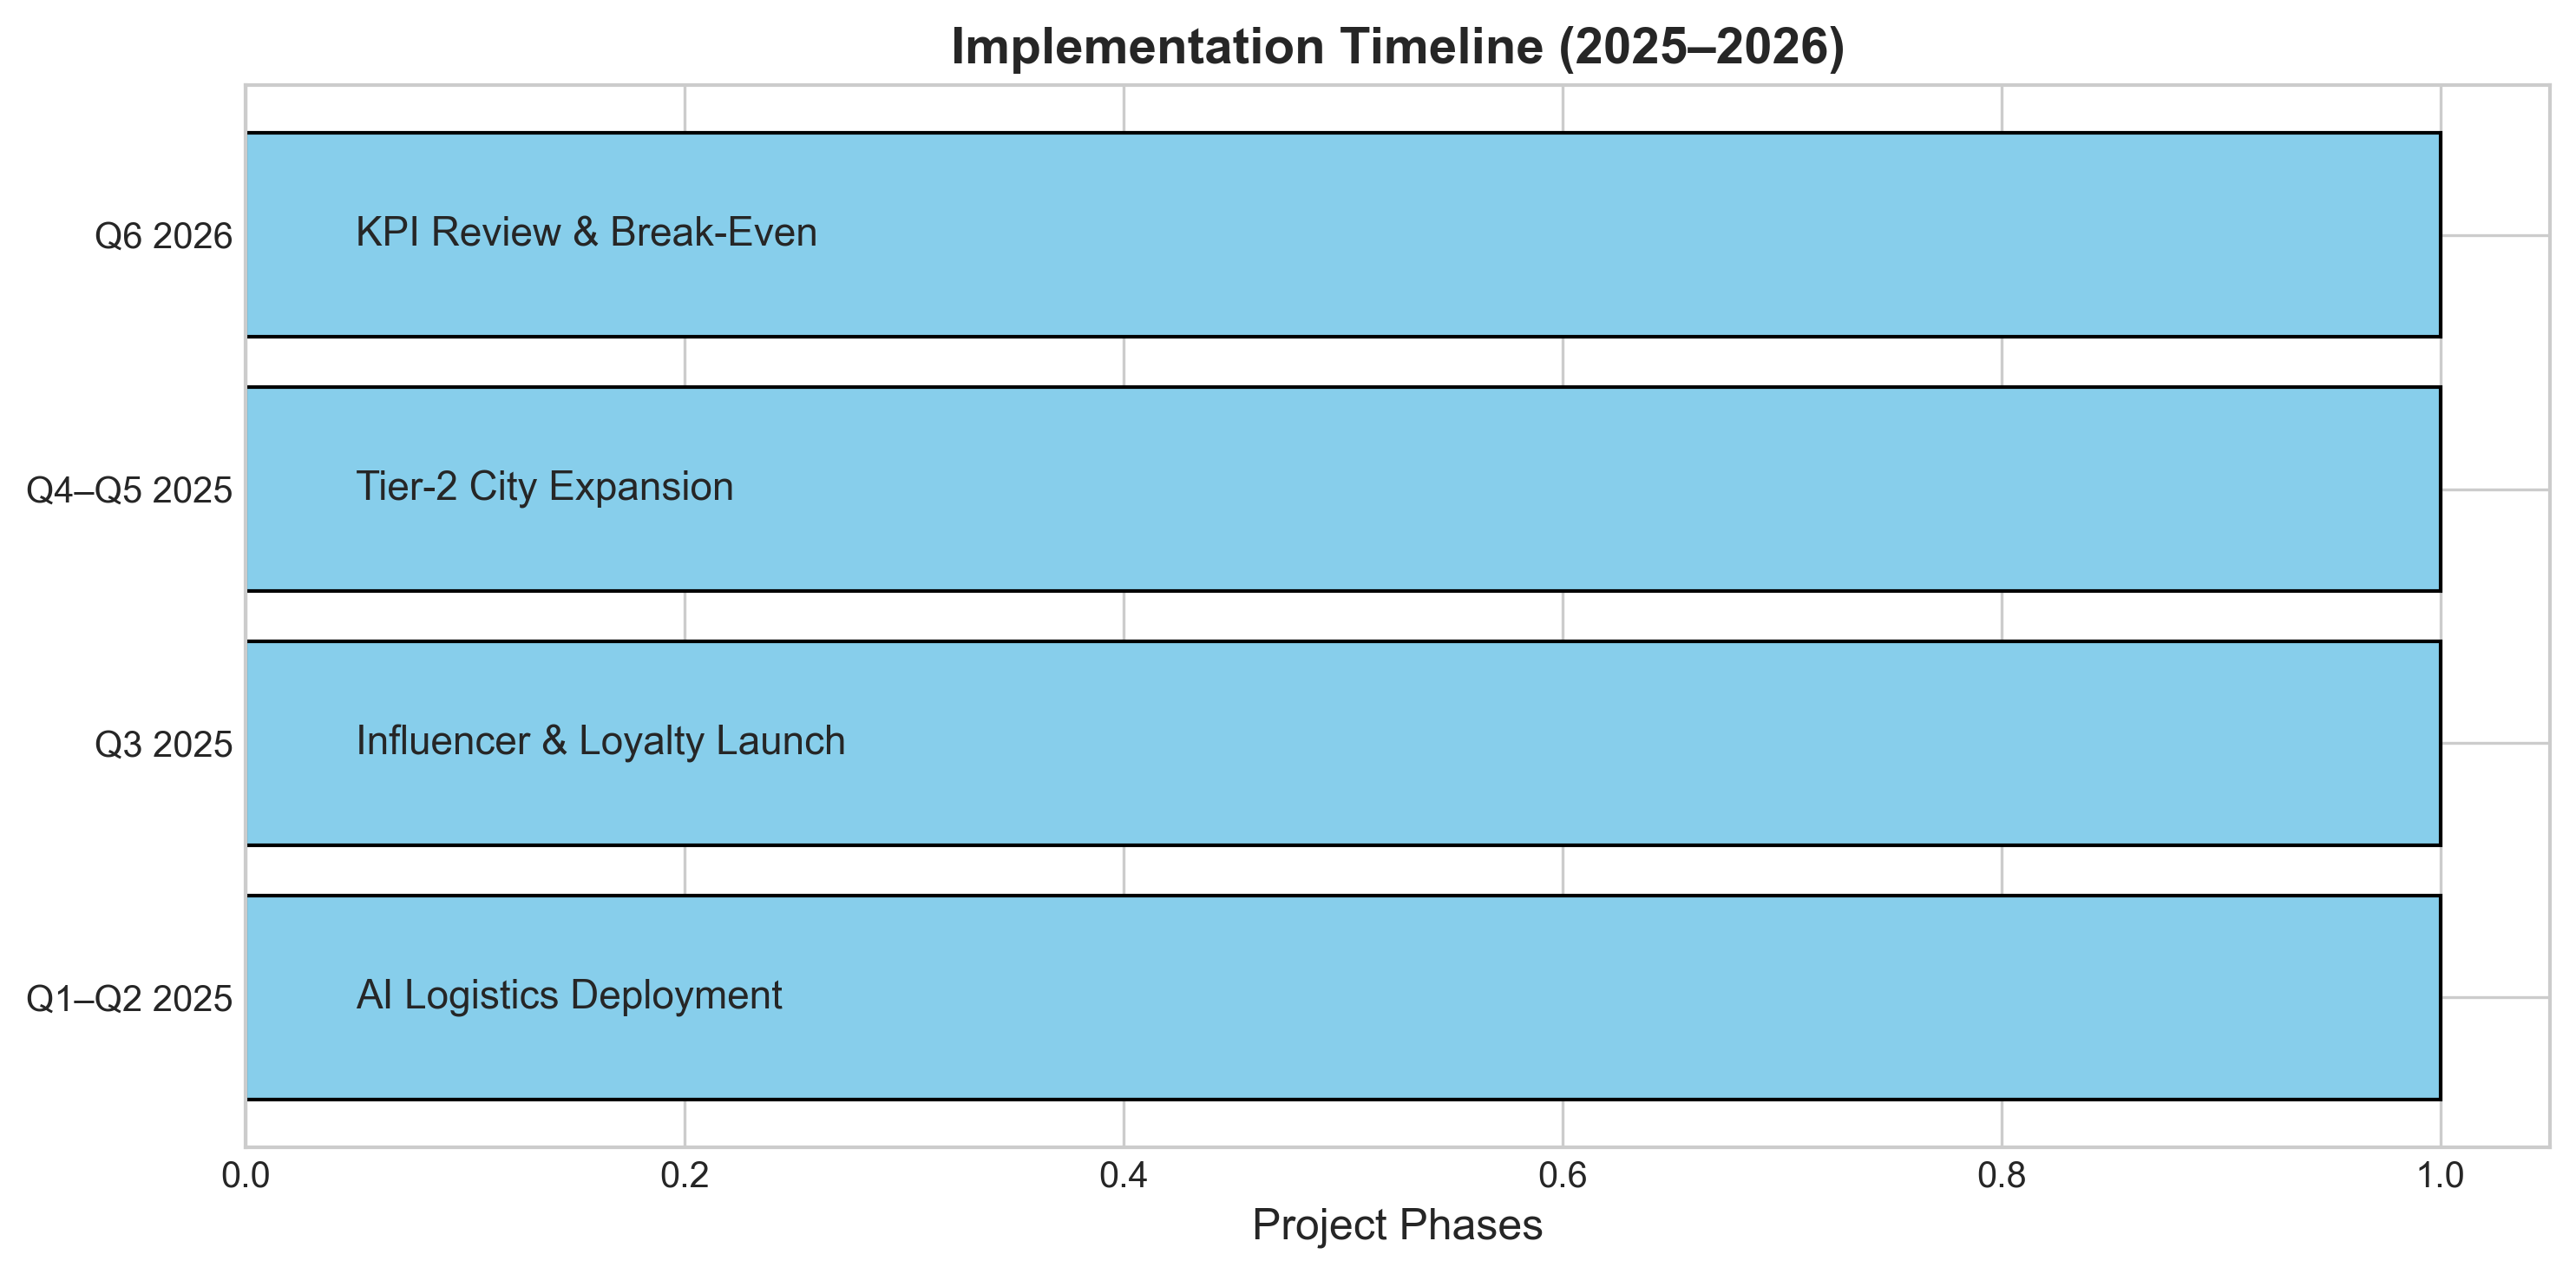 Implementation Timeline (2025–2026)
Q6 2026
KPI Review & Break-Even
Q4–Q5 2025
Tier-2 City Expansion
Q3 2025
Influencer & Loyalty Launch
Q1–Q2 2025
AI Logistics Deployment
0.0 0.2 0.4 0.6 0.8 1.0
Project Phases